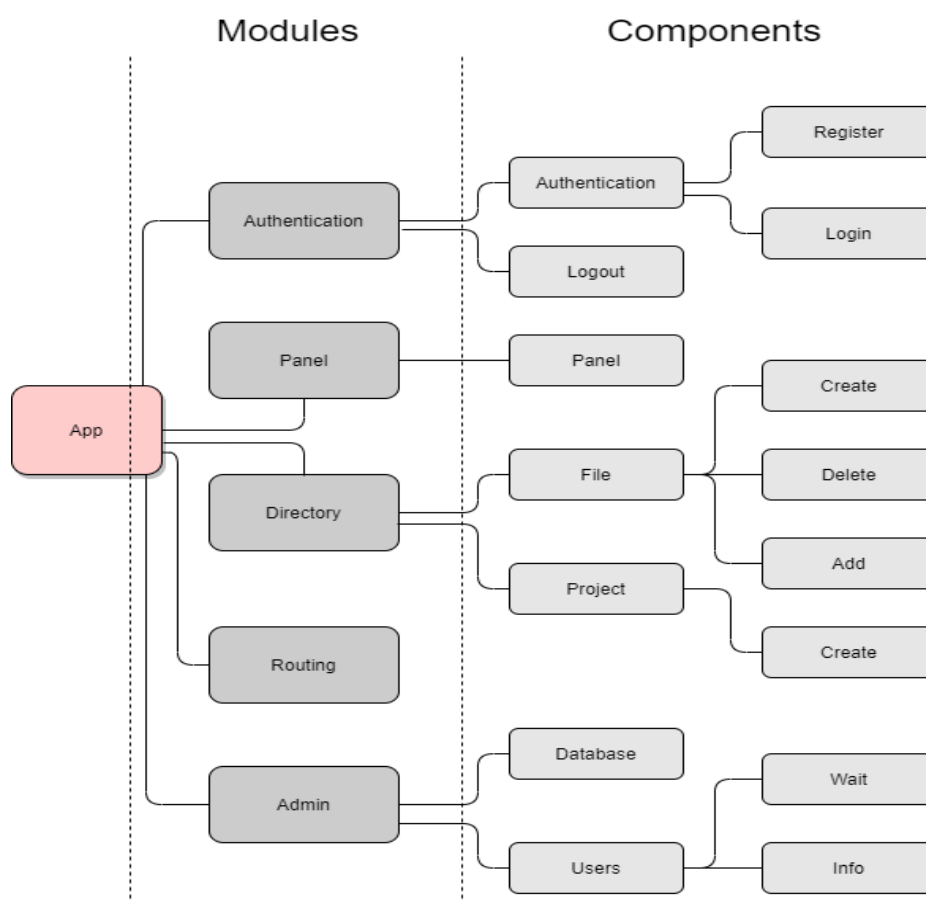 Modules
Components
Register
Authentication
Authentication
Login
Logout
Panel
Panel
Create
App
File
Delete
Directory
Add
Project
Create
Routing
Database
Wait
Admin
Users
Info